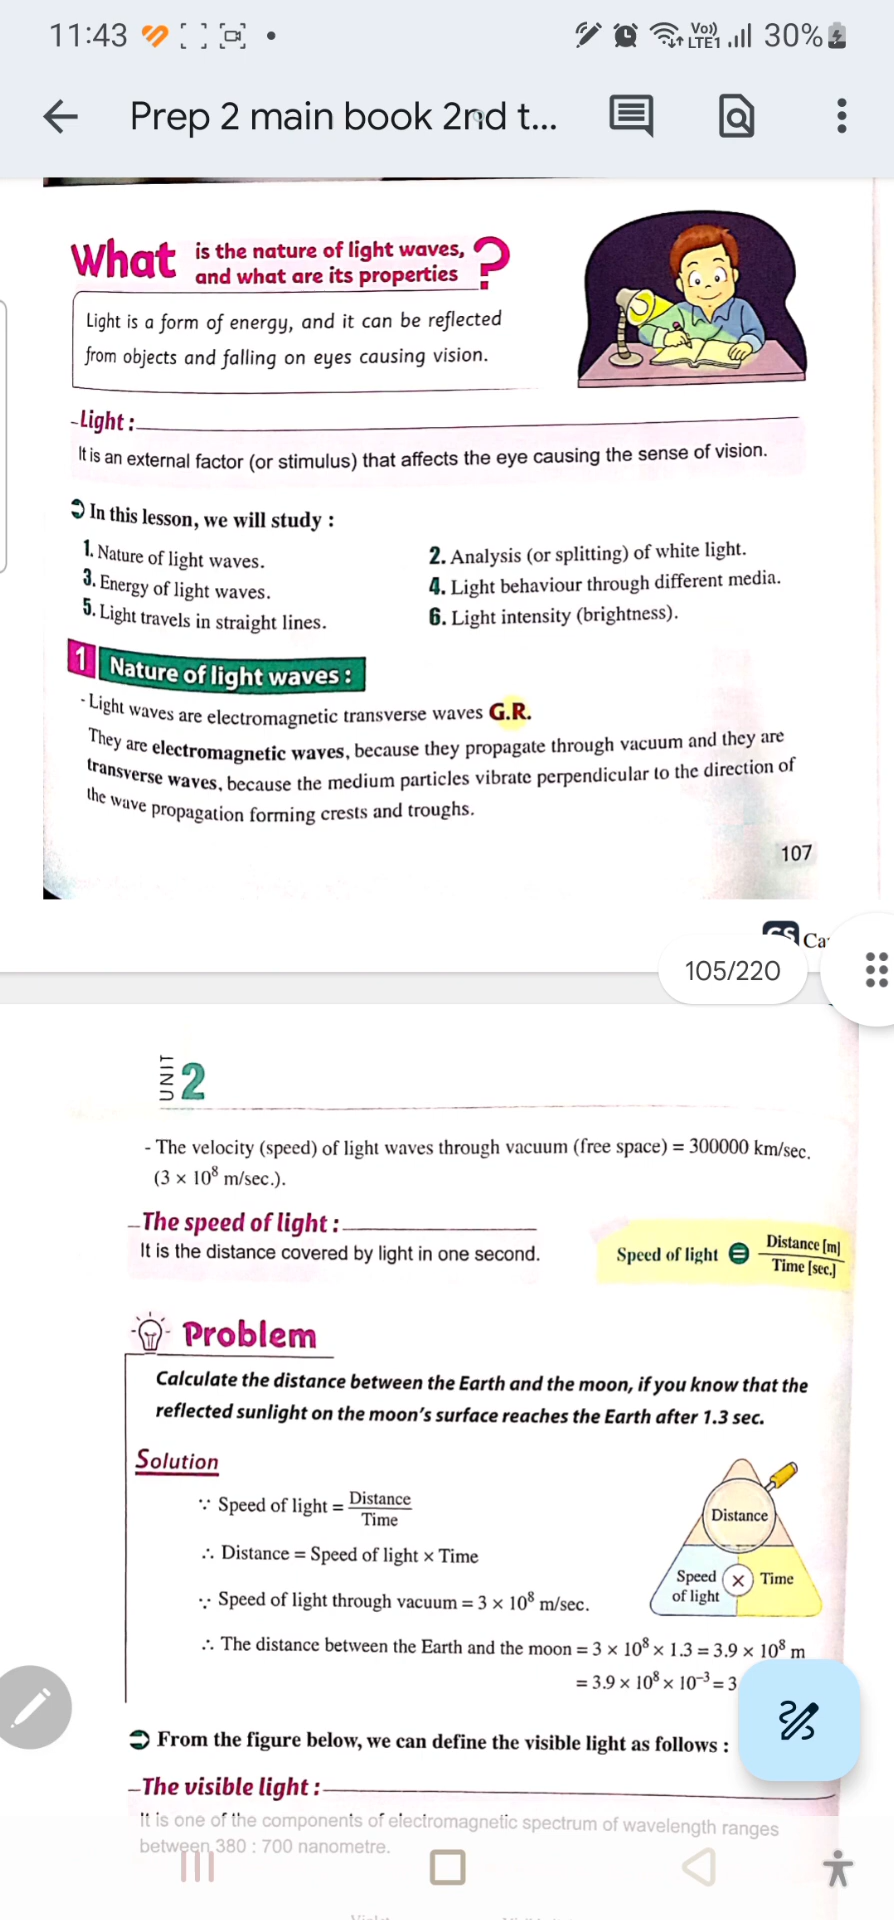 11:43
Vo)) LTE1 30%
Prep 2 main book 2nd t...
What is the nature of light waves, and what are its properties ?
Light is a form of energy, and it can be reflected
from objects and falling on eyes causing vision.
-Light :
It is an external factor (or stimulus) that affects the eye causing the sense of vision.
In this lesson, we will study :
1. Nature of light waves.
2. Analysis (or splitting) of white light.
3. Energy of light waves.
4. Light behaviour through different media.
5. Light travels in straight lines.
6. Light intensity (brightness).
1 Nature of light waves :
- Light waves are electromagnetic transverse waves G.R.
They are electromagnetic waves, because they propagate through vacuum and they are
transverse waves, because the medium particles vibrate perpendicular to the direction of
the wave propagation forming crests and troughs.
107
CS Ca
105/220
UNIT 2
- The velocity (speed) of light waves through vacuum (free space) = 300000 km/sec.
(3 × 10⁸ m/sec.).
-The speed of light :
It is the distance covered by light in one second.
Speed of light = Distance [m] / Time [sec.]
Problem
Calculate the distance between the Earth and the moon, if you know that the
reflected sunlight on the moon's surface reaches the Earth after 1.3 sec.
Solution
∵ Speed of light = Distance / Time
∴ Distance = Speed of light × Time
∵ Speed of light through vacuum = 3 × 10⁸ m/sec.
Distance
Speed of light × Time
∴ The distance between the Earth and the moon = 3 × 10⁸ × 1.3 = 3.9 × 10⁸ m
= 3.9 × 10⁸ × 10⁻³ = 3
From the figure below, we can define the visible light as follows :
-The visible light :
It is one of the components of electromagnetic spectrum of wavelength ranges
between 380 : 700 nanometre.